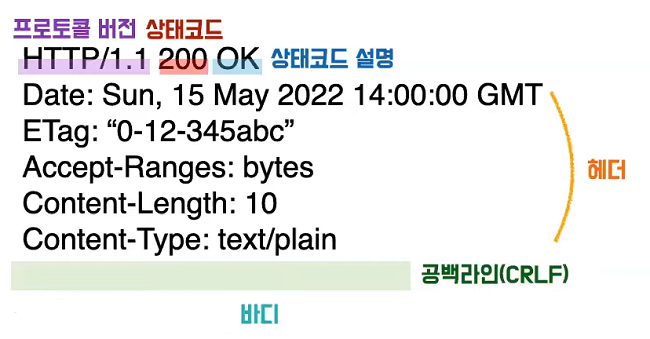 프로토콜 버전 상태코드
HTTP/1.1 200 OK 상태코드 설명
Date: Sun, 15 May 2022 14:00:00 GMT
ETag: “0-12-345abc”
Accept-Ranges: bytes
헤더
Content-Length: 10
Content-Type: text/plain
공백라인(CRLF)
바디